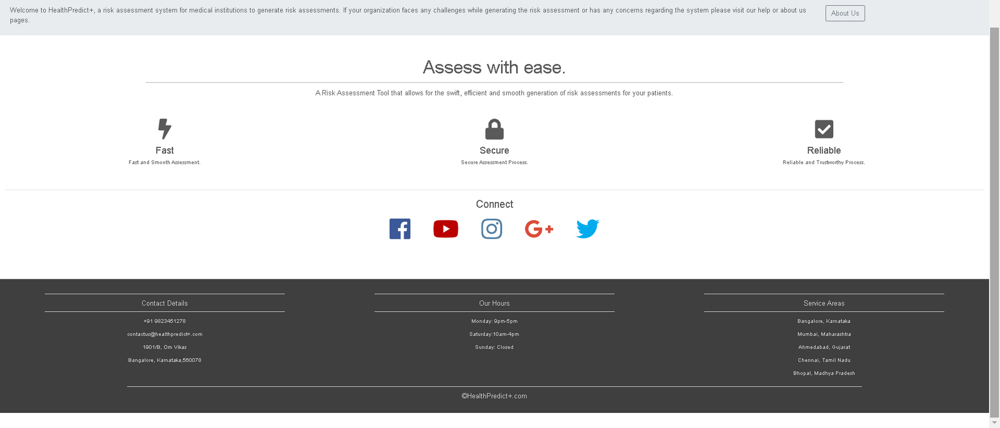 Welcome to HealthPredict+, a risk assessment system for medical institutions to generate risk assessments. If your organization faces any challenges while generating the risk assessment or has any concerns regarding the system please visit our help or about us
pages.
About Us
Assess with ease.
A Risk Assessment Tool that allows for the swift, efficient and smooth generation of risk assessments for your patients.
Fast
Fast and Smooth Assessment.
Secure
Secure Assessment Process.
Reliable
Reliable and Trustworthy Process.
Connect
Contact Details
+91 9823451278
contactus@healthpredict+.com
1901/B, Om Vikas
Bangalore, Karnataka,560078
Our Hours
Monday: 9pm-5pm
Saturday:10am-4pm
Sunday: Closed
Service Areas
Bangalore, Karnataka
Mumbai, Maharashtra
Ahmedabad, Gujarat
Chennai, Tamil Nadu
Bhopal, Madhya Pradesh
©HealthPredict+.com